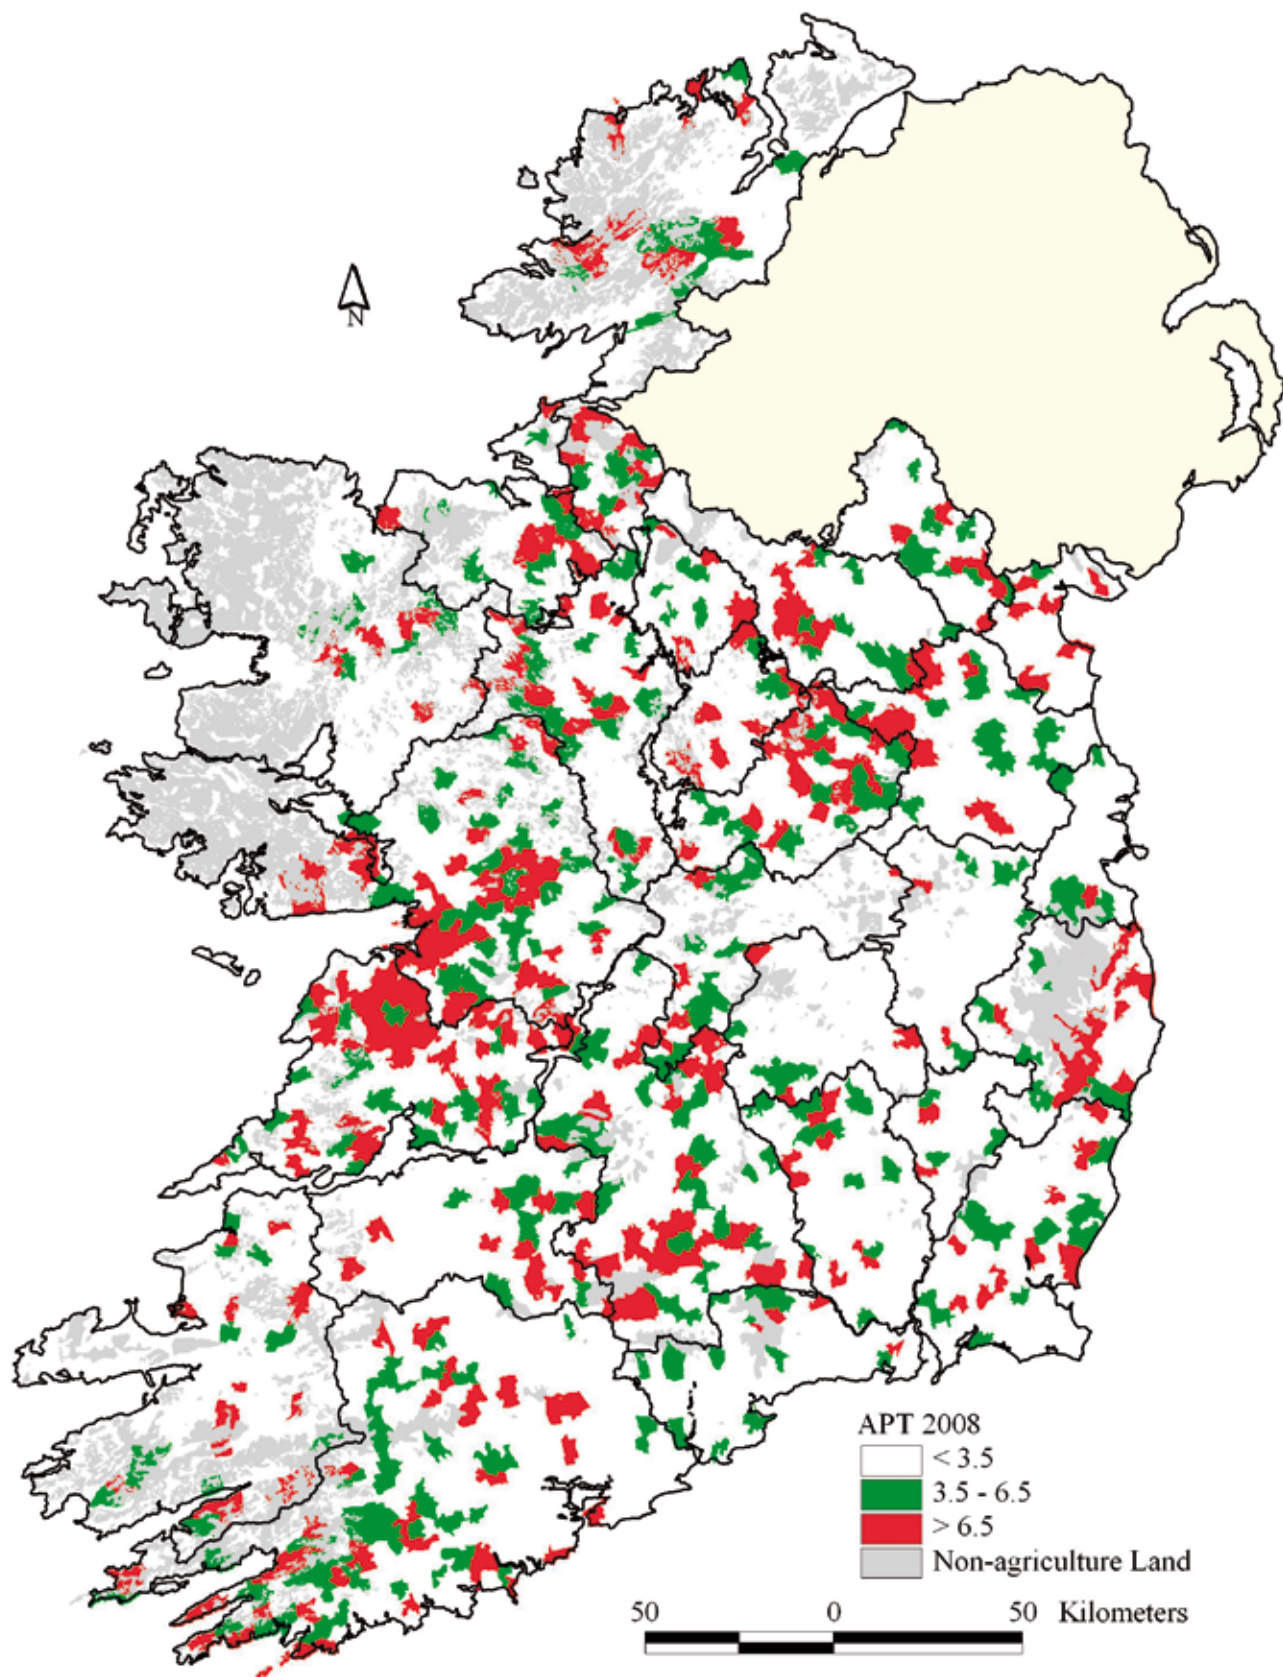 N
APT 2008
< 3.5
3.5 - 6.5
> 6.5
Non-agriculture Land
50 0 50 Kilometers